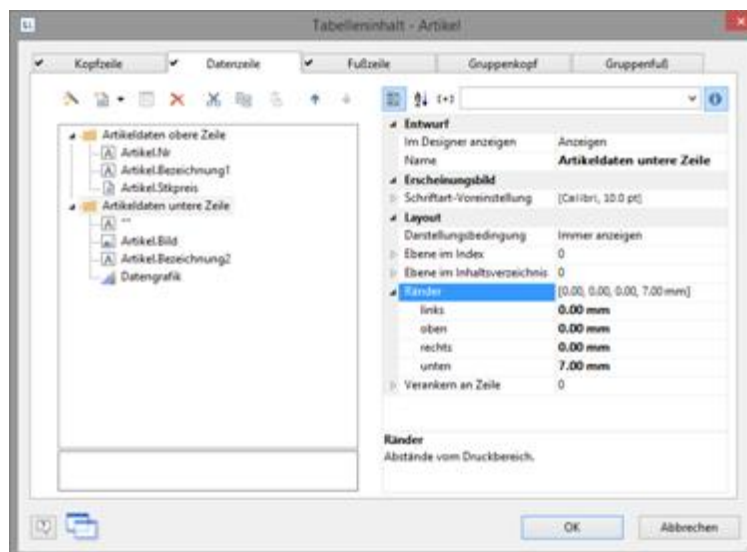 Tabelleninhalt - Artikel
Kopfzeile Datenzeile Fußzeile Gruppenkopf Gruppenfuß
Artikeldaten obere Zeile
Artikel.Nr
Artikel.Bezeichnung1
Artikel.Stkpreis
Artikeldaten untere Zeile
""
Artikel.Bild
Artikel.Bezeichnung2
Datengrafik
Entwurf
Im Designer anzeigen Anzeigen
Name Artikeldaten untere Zeile
Erscheinungsbild
Schriftart-Voreinstellung [Calibri, 10.0 pt]
Layout
Darstellungsbedingung Immer anzeigen
Ebene im Index 0
Ebene im Inhaltsverzeichnis 0
Ränder [0.00, 0.00, 0.00, 7.00 mm]
links 0.00 mm
oben 0.00 mm
rechts 0.00 mm
unten 7.00 mm
Verankern an Zeile 0
Ränder
Abstände vom Druckbereich.
OK Abbrechen